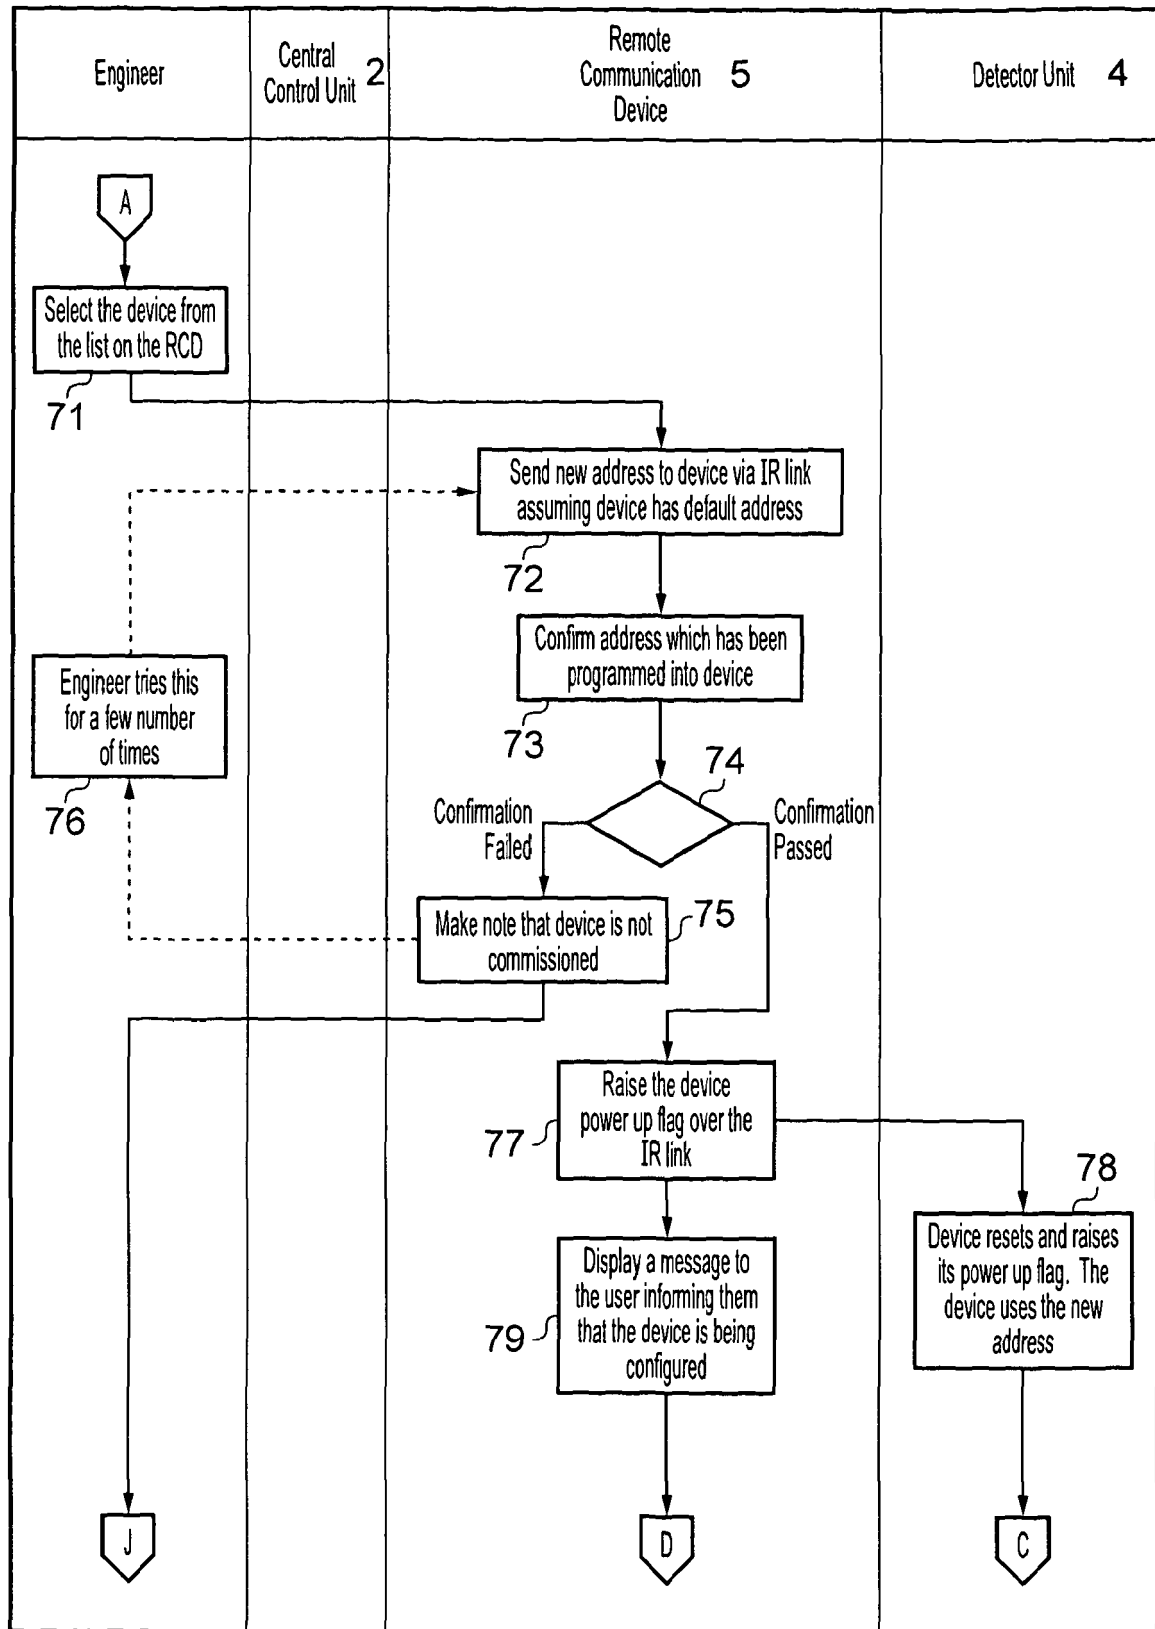 Engineer
Central
Control Unit 2
Remote
Communication 5
Device
Detector Unit 4
A
Select the device from
the list on the RCD
71
Send new address to device via IR link
assuming device has default address
72
Confirm address which has been
programmed into device
73
Engineer tries this
for a few number
of times
76
74
Confirmation
Failed
Confirmation
Passed
Make note that device is not
commissioned
75
Raise the device
power up flag over the
IR link
77
78
Device resets and raises
its power up flag. The
device uses the new
address
Display a message to
the user informing them
that the device is being
configured
79
J
D
C